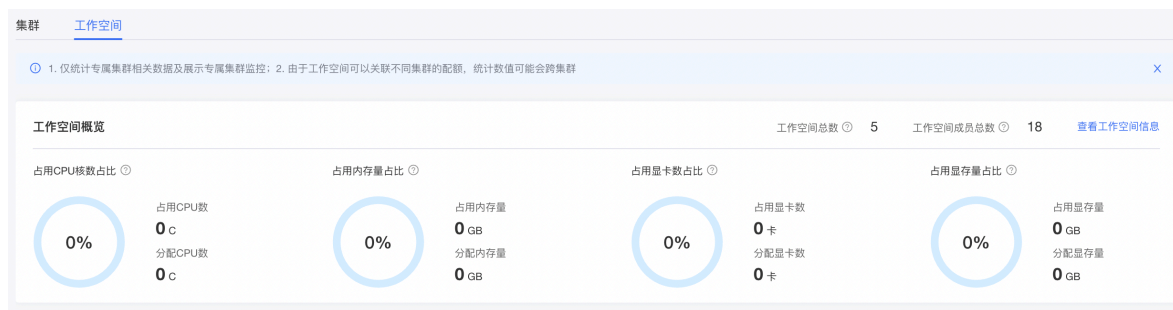 集群 工作空间
1. 仅统计专属集群相关数据及展示专属集群监控；2. 由于工作空间可以关联不同集群的配额，统计数值可能会跨集群
工作空间概览 工作空间总数 5 工作空间成员总数 18 查看工作空间信息
占用CPU核数占比 占用内存量占比 占用显卡数占比 占用显存量占比
占用CPU数 占用内存量 占用显卡数 占用显存量
0 C 0 GB 0 卡 0 GB
0% 0% 0% 0%
分配CPU数 分配内存量 分配显卡数 分配显存量
0 C 0 GB 0 卡 0 GB